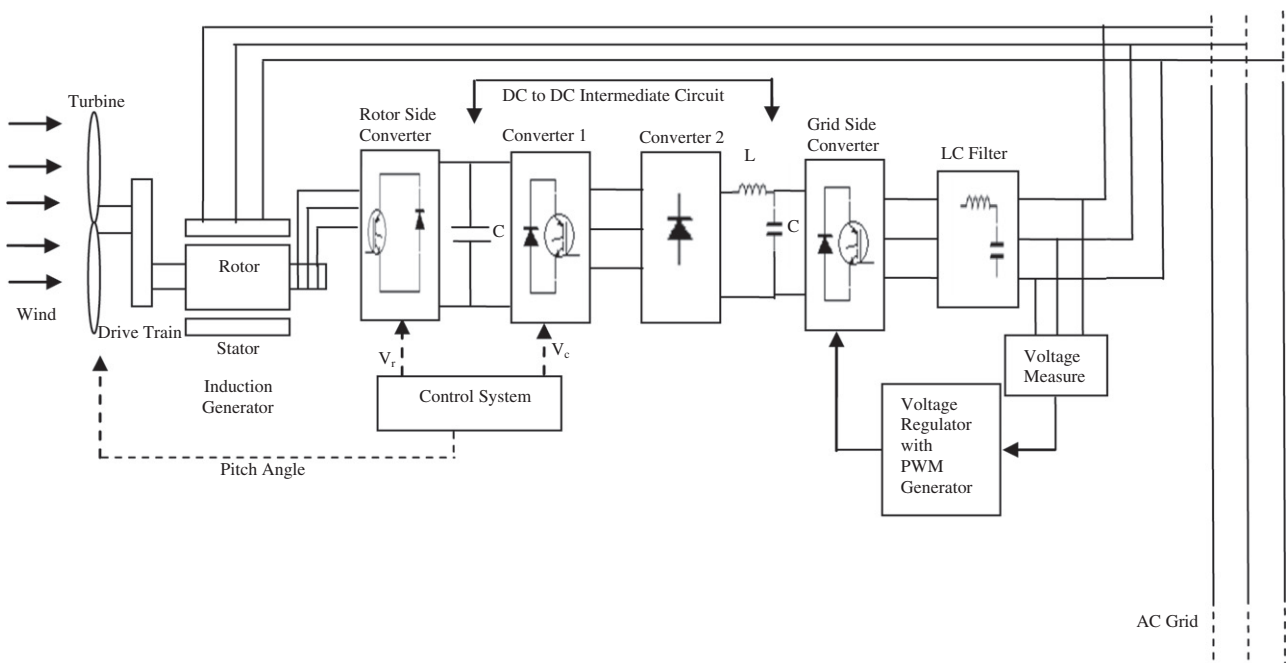 DC to DC Intermediate Circuit
Turbine
Rotor Side
Converter
Converter 1
Converter 2
Grid Side
Converter
LC Filter
L
C
C
Rotor
Wind
Drive Train
Stator
Induction
Generator
Vr
Vc
Control System
Pitch Angle
Voltage
Measure
Voltage
Regulator
with
PWM
Generator
AC Grid